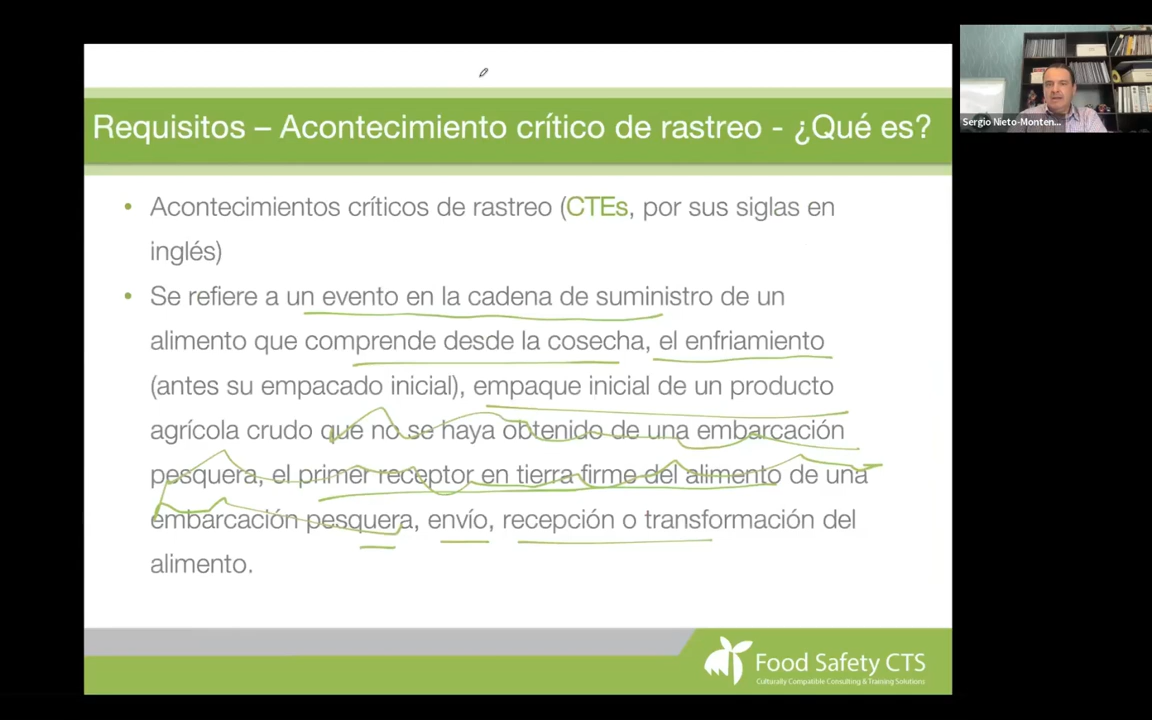 Requisitos – Acontecimiento crítico de rastreo - ¿Qué es?
• Acontecimientos críticos de rastreo (CTEs, por sus siglas en
inglés)
• Se refiere a un evento en la cadena de suministro de un
alimento que comprende desde la cosecha, el enfriamiento
(antes su empacado inicial), empaque inicial de un producto
agrícola crudo que no se haya obtenido de una embarcación
pesquera, el primer receptor en tierra firme del alimento de una
embarcación pesquera, envío, recepción o transformación del
alimento.
Food Safety CTS
Culturally Compatible Consulting & Training Solutions
Sergio Nieto-Monten...